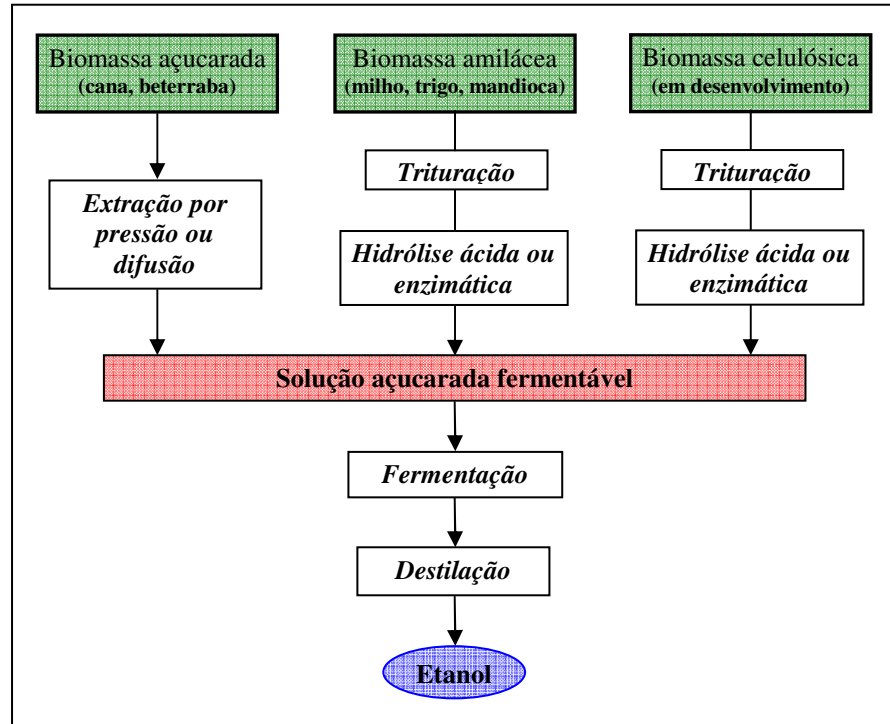 Biomassa açucarada
(cana, beterraba)
Biomassa amilácea
(milho, trigo, mandioca)
Biomassa celulósica
(em desenvolvimento)
Extração por
pressão ou
difusão
Trituração
Hidrólise ácida ou
enzimática
Trituração
Hidrólise ácida ou
enzimática
Solução açucarada fermentável
Fermentação
Destilação
Etanol